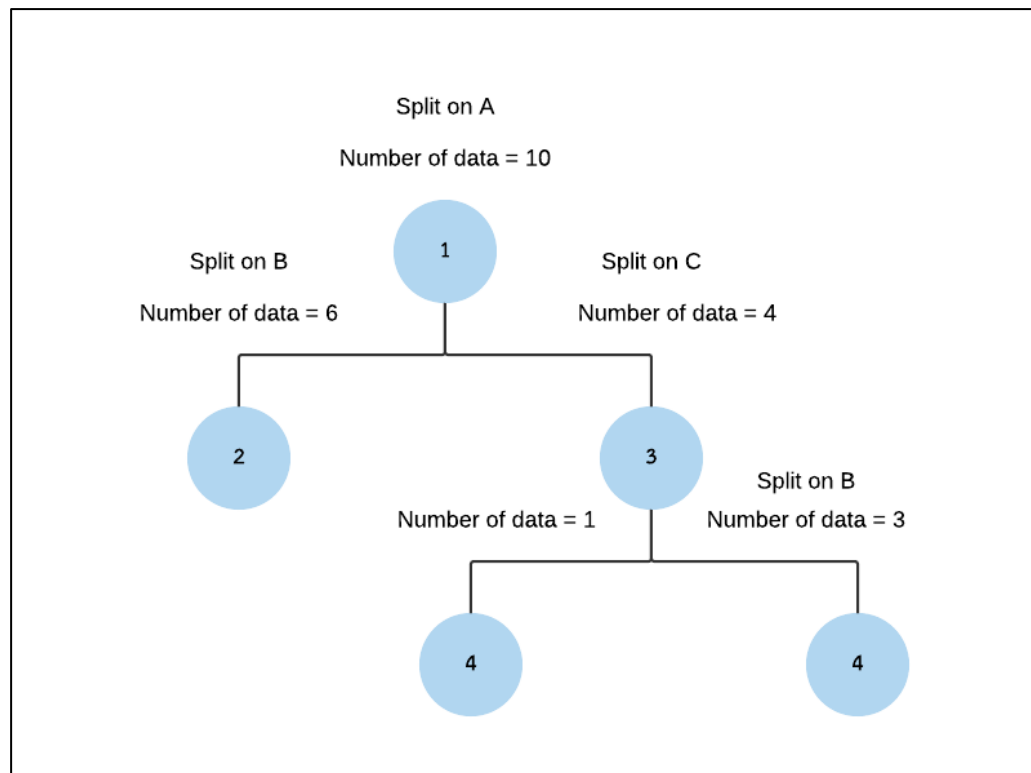 Split on A
Number of data = 10
1
Split on B
Split on C
Number of data = 6
Number of data = 4
2
3
Split on B
Number of data = 1
Number of data = 3
4
4